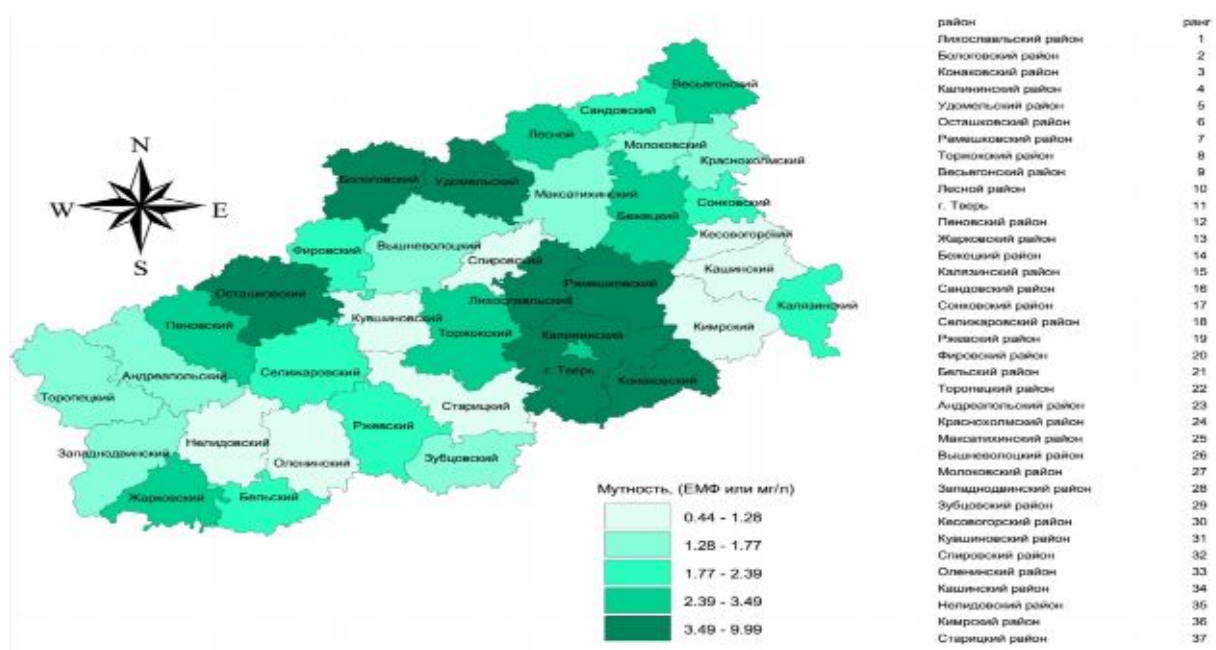 район ранг
Лихославльский район 1
Бологовский район 2
Конаковский район 3
Калининский район 4
Удомельский район 5
Осташковский район 6
Рамешковский район 7
Торжокский район 8
Весьегонский район 9
Лесной район 10
г. Тверь 11
Пеновский район 12
Жарковский район 13
Бежецкий район 14
Калязинский район 15
Сандовский район 16
Сонковский район 17
Селижаровский район 18
Ржевский район 19
Фировский район 20
Бельский район 21
Торопецкий район 22
Андреапольский район 23
Краснохолмский район 24
Максатихинский район 25
Вышневолоцкий район 26
Молоковский район 27
Западнодвинский район 28
Зубцовский район 29
Кесовогорский район 30
Кувшиновский район 31
Спировский район 32
Оленинский район 33
Кашинский район 34
Нелидовский район 35
Кимрский район 36
Старицкий район 37
N
W
E
S
Весьегонский
Сандовский
Лесной
Молоковский
Краснохолмский
Бологовский
Удомельский
Максатихинский
Сонковский
Бежецкий
Кесовогорский
Фировский
Вышневолоцкий
Спировский
Кашинский
Рамешковский
Осташковский
Лихославльский
Калязинский
Кувшиновский
Пеновский
Торжокский
Калининский
Кимрский
Селижаровский
г. Тверь
Андреапольский
Конаковский
Торопецкий
Старицкий
Ржевский
Нелидовский
Западнодвинский
Оленинский
Зубцовский
Жарковский
Бельский
Мутность, (ЕМФ или мг/л)
0.44 - 1.28
1.28 - 1.77
1.77 - 2.39
2.39 - 3.49
3.49 - 9.99